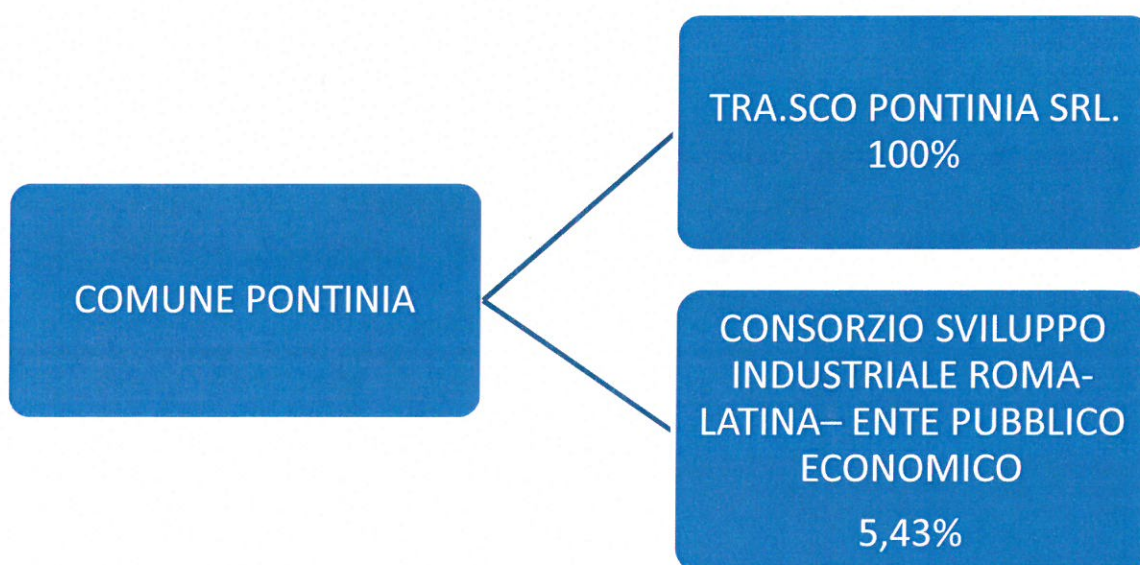 COMUNE PONTINIA
TRA.SCO PONTINIA SRL.
100%
CONSORZIO SVILUPPO
INDUSTRIALE ROMA-
LATINA– ENTE PUBBLICO
ECONOMICO
5,43%